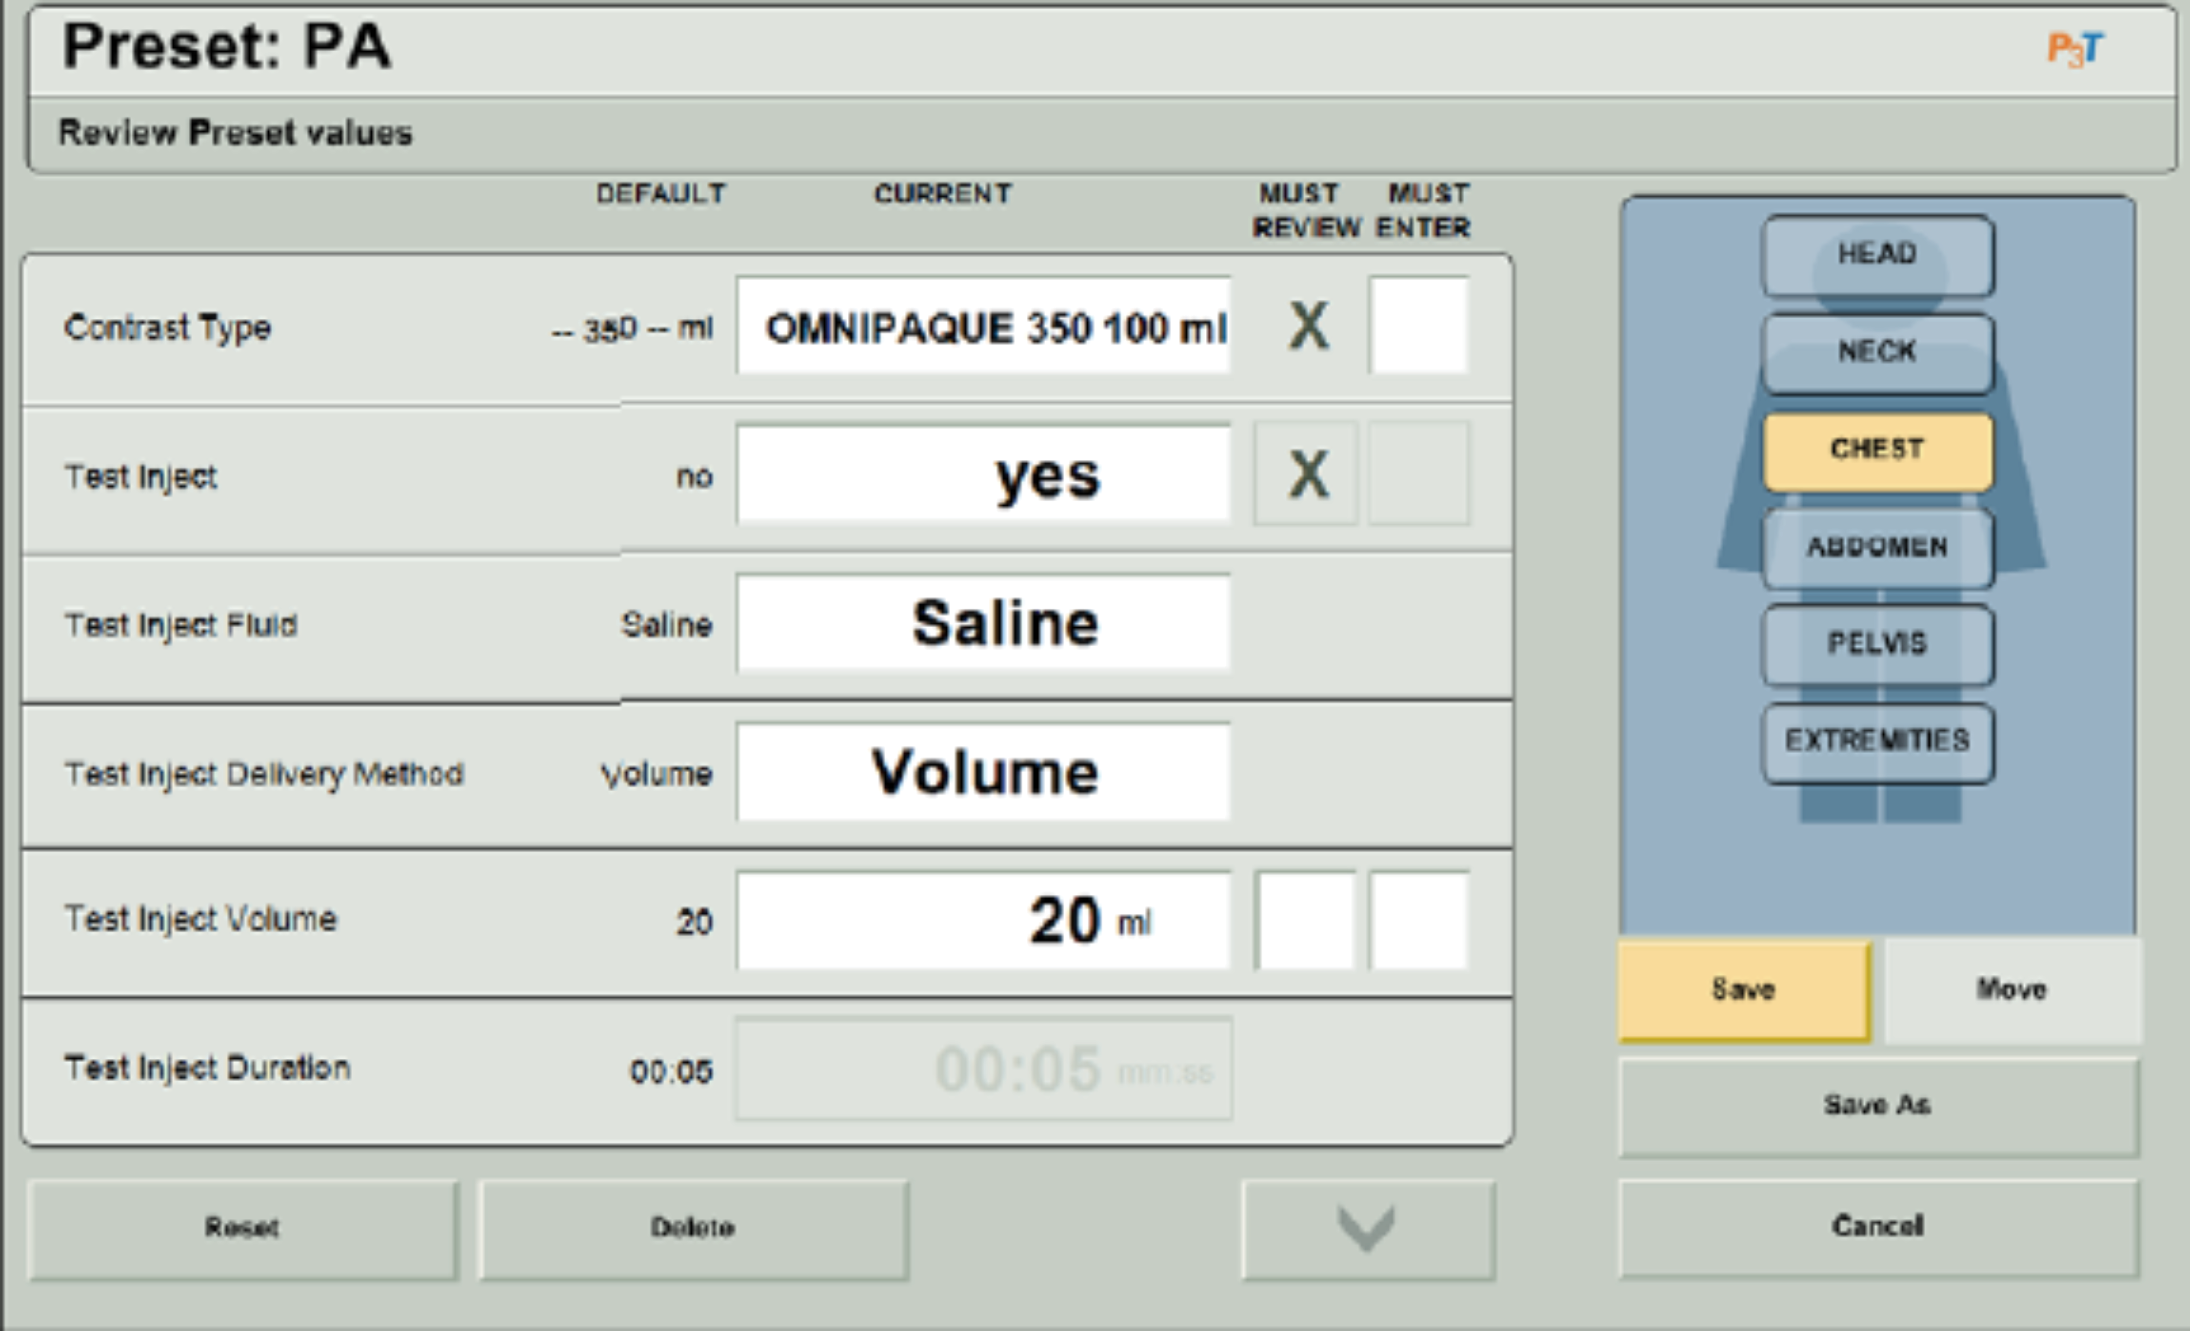 Preset: PA
P3T
Review Preset values
DEFAULT CURRENT MUST REVIEW MUST ENTER
Contrast Type -- 350 -- ml OMNIPAQUE 350 100 ml X
Test Inject no yes X
Test Inject Fluid Saline Saline
Test Inject Delivery Method Volume Volume
Test Inject Volume 20 20 ml
Test Inject Duration 00:05 00:05 mm:ss
HEAD
NECK
CHEST
ABDOMEN
PELVIS
EXTREMITIES
Save Move
Save As
Reset Delete Cancel